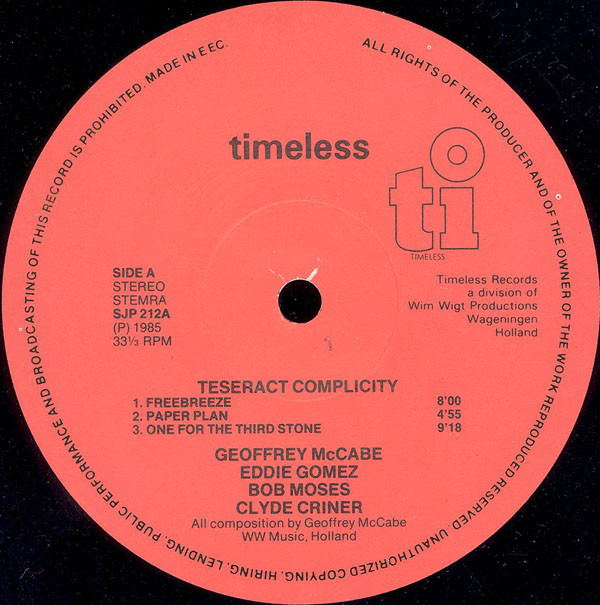 PUBLIC PERFORMANCE AND BROADCASTING OF THIS RECORD IS PROHIBITED. MADE IN EEC.
ALL RIGHTS OF THE PRODUCER AND OF THE OWNER OF THE WORK REPRODUCED RESERVED. UNAUTHORIZED COPYING, HIRING, LENDING,
timeless
ti
TIMELESS
SIDE A
STEREO
STEMRA
SJP 212A
(P) 1985
33⅓ RPM
Timeless Records
a division of
Wim Wigt Productions
Wageningen
Holland
TESERACT COMPLICITY
1. FREEBREEZE 8'00
2. PAPER PLAN 4'55
3. ONE FOR THE THIRD STONE 9'18
GEOFFREY McCABE
EDDIE GOMEZ
BOB MOSES
CLYDE CRINER
All composition by Geoffrey McCabe
WW Music, Holland